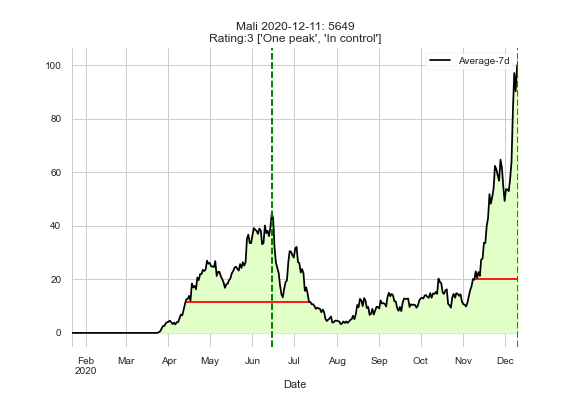 Mali 2020-12-11: 5649
Rating:3 ['One peak', 'In control']
Average-7d
100
80
60
40
20
0
Feb Mar Apr May Jun Jul Aug Sep Oct Nov Dec
2020
Date